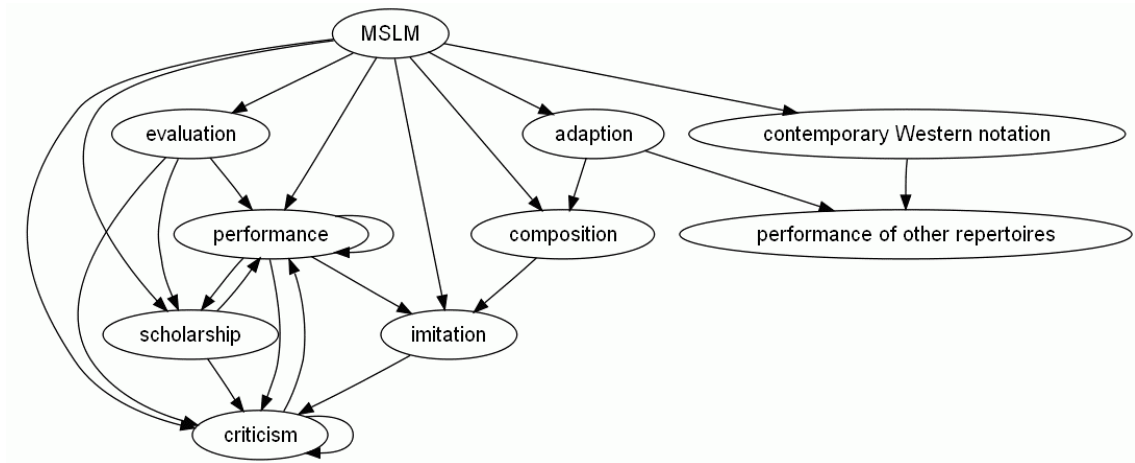 MSLM
evaluation
adaption
contemporary Western notation
performance
composition
performance of other repertoires
scholarship
imitation
criticism